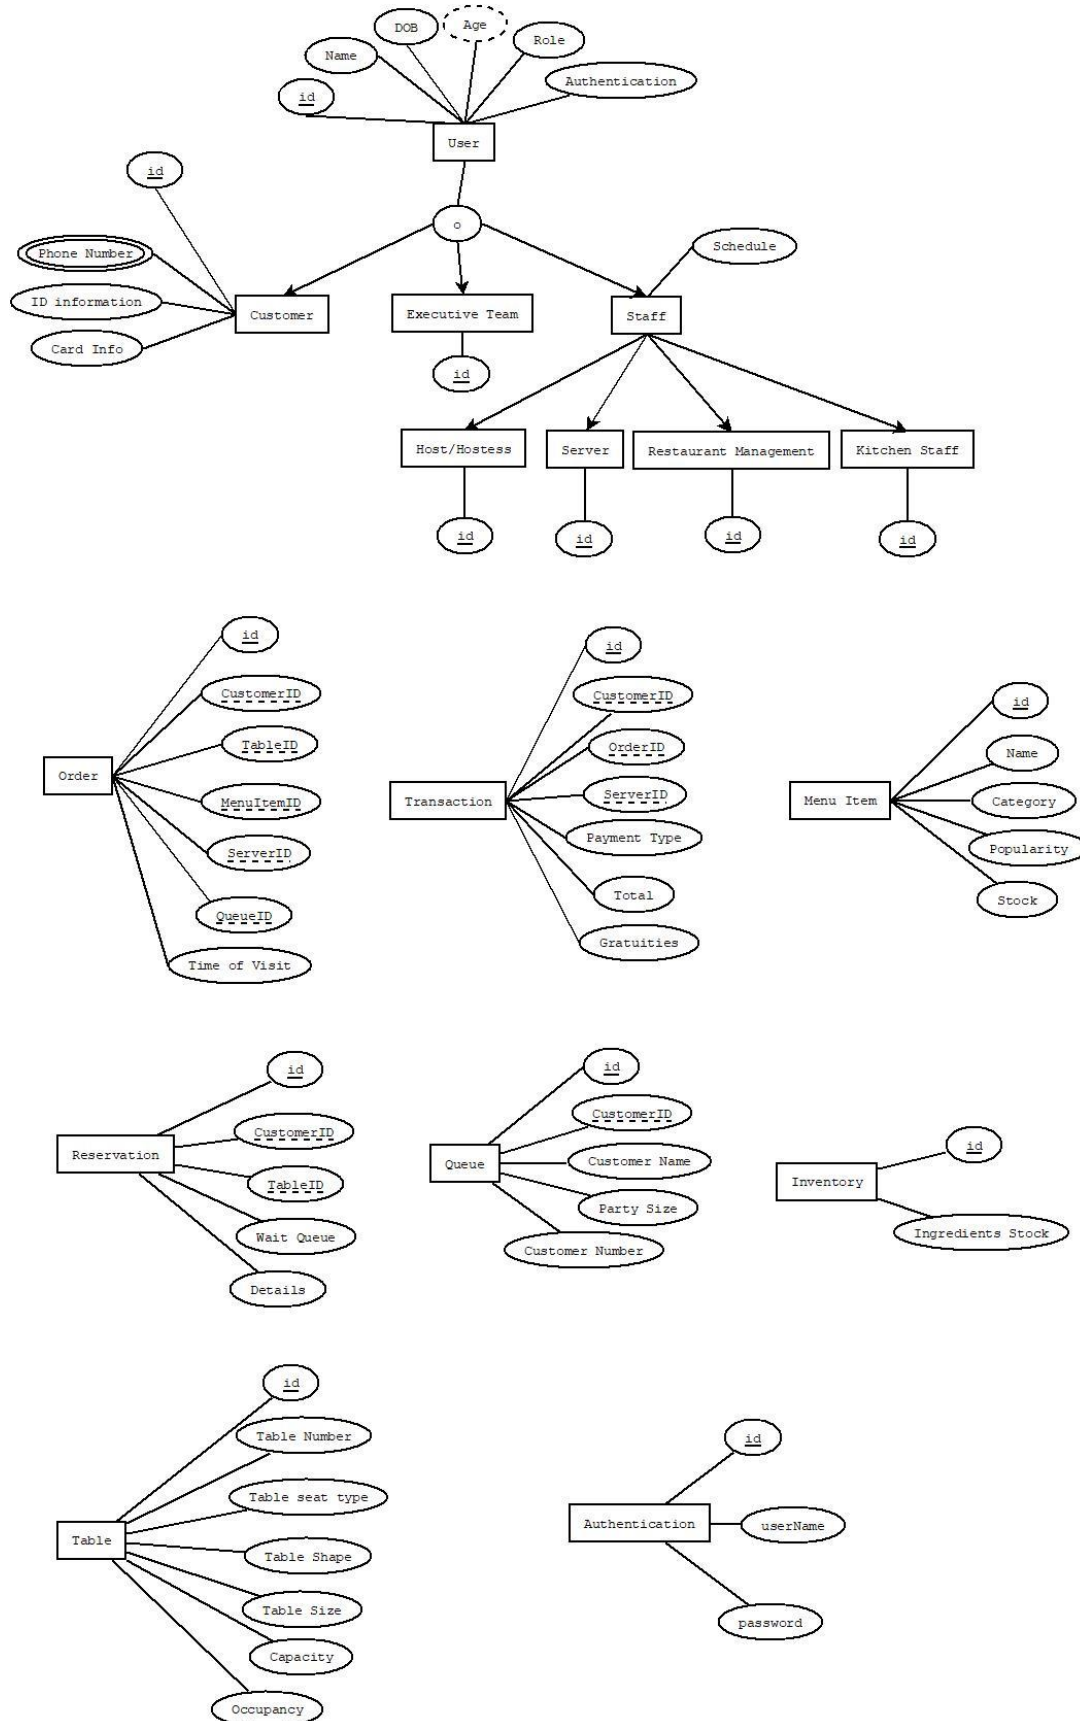 DOB
Age
Role
Name
Authentication
id
User
id
o
Schedule
Phone Number
ID information
Customer
Executive Team
Staff
Card Info
id
Host/Hostess
Server
Restaurant Management
Kitchen Staff
id
id
id
id
id
CustomerID
TableID
Order
MenuItemID
ServerID
QueueID
Time of Visit
id
CustomerID
OrderID
ServerID
Transaction
Payment Type
Total
Gratuities
id
Name
Menu Item
Category
Popularity
Stock
id
CustomerID
Reservation
TableID
Wait Queue
Details
id
CustomerID
Queue
Customer Name
Party Size
Customer Number
id
Inventory
Ingredients Stock
id
Table Number
Table seat type
Table
Table Shape
Table Size
Capacity
Occupancy
id
Authentication
userName
password